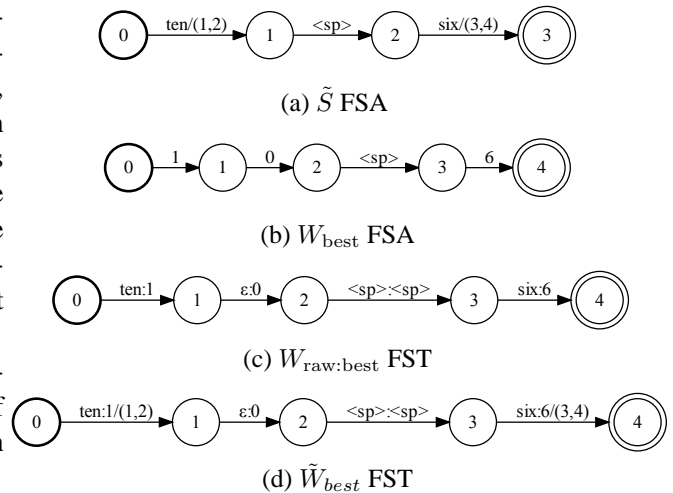 ten/(1,2) <sp> six/(3,4)
0 1 2 3
(a) S̃ FSA
1 0 <sp> 6
0 1 2 3 4
(b) W_best FSA
ten:1 ε:0 <sp>:<sp> six:6
0 1 2 3 4
(c) W_raw:best FST
ten:1/(1,2) ε:0 <sp>:<sp> six:6/(3,4)
0 1 2 3 4
(d) W̃_best FST